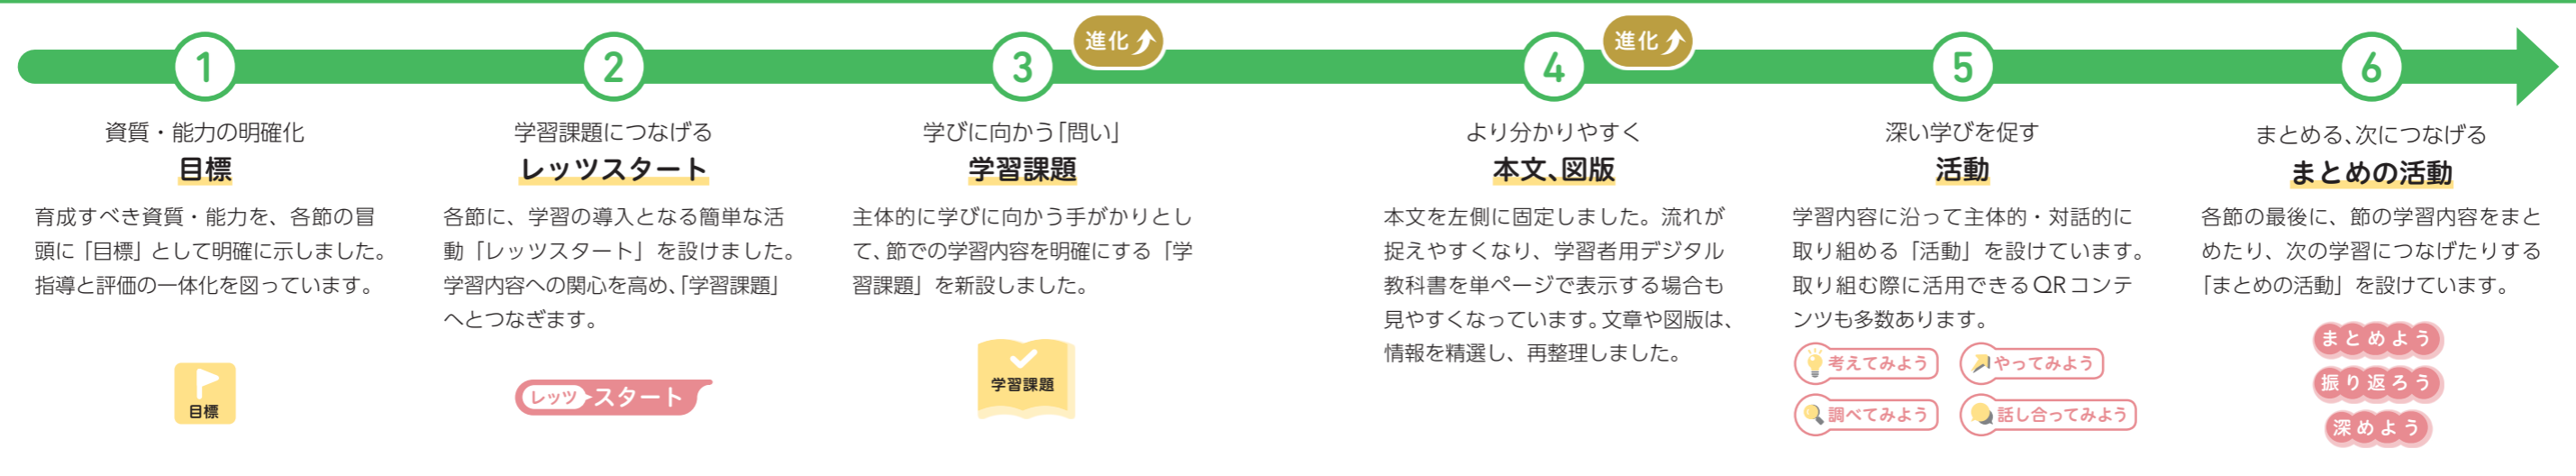 1
資質・能力の明確化
目標
育成すべき資質・能力を、各節の冒
頭に「目標」として明確に示しました。
指導と評価の一体化を図っています。
目標
2
学習課題につなげる
レッツスタート
各節に、学習の導入となる簡単な活
動「レッツスタート」を設けました。
学習内容への関心を高め、「学習課題」
へとつなぎます。
レッツ スタート
3
進化
学びに向かう「問い」
学習課題
主体的に学びに向かう手がかりとし
て、節での学習内容を明確にする「学
習課題」を新設しました。
学習課題
4
進化
より分かりやすく
本文、図版
本文を左側に固定しました。流れが
捉えやすくなり、学習者用デジタル
教科書を単ページで表示する場合も
見やすくなっています。文章や図版は、
情報を精選し、再整理しました。
5
深い学びを促す
活動
学習内容に沿って主体的・対話的に
取り組める「活動」を設けています。
取り組む際に活用できるQRコンテ
ンツも多数あります。
考えてみよう
やってみよう
調べてみよう
話し合ってみよう
6
まとめる、次につなげる
まとめの活動
各節の最後に、節の学習内容をまと
めたり、次の学習につなげたりする
「まとめの活動」を設けています。
まとめよう
振り返ろう
深めよう